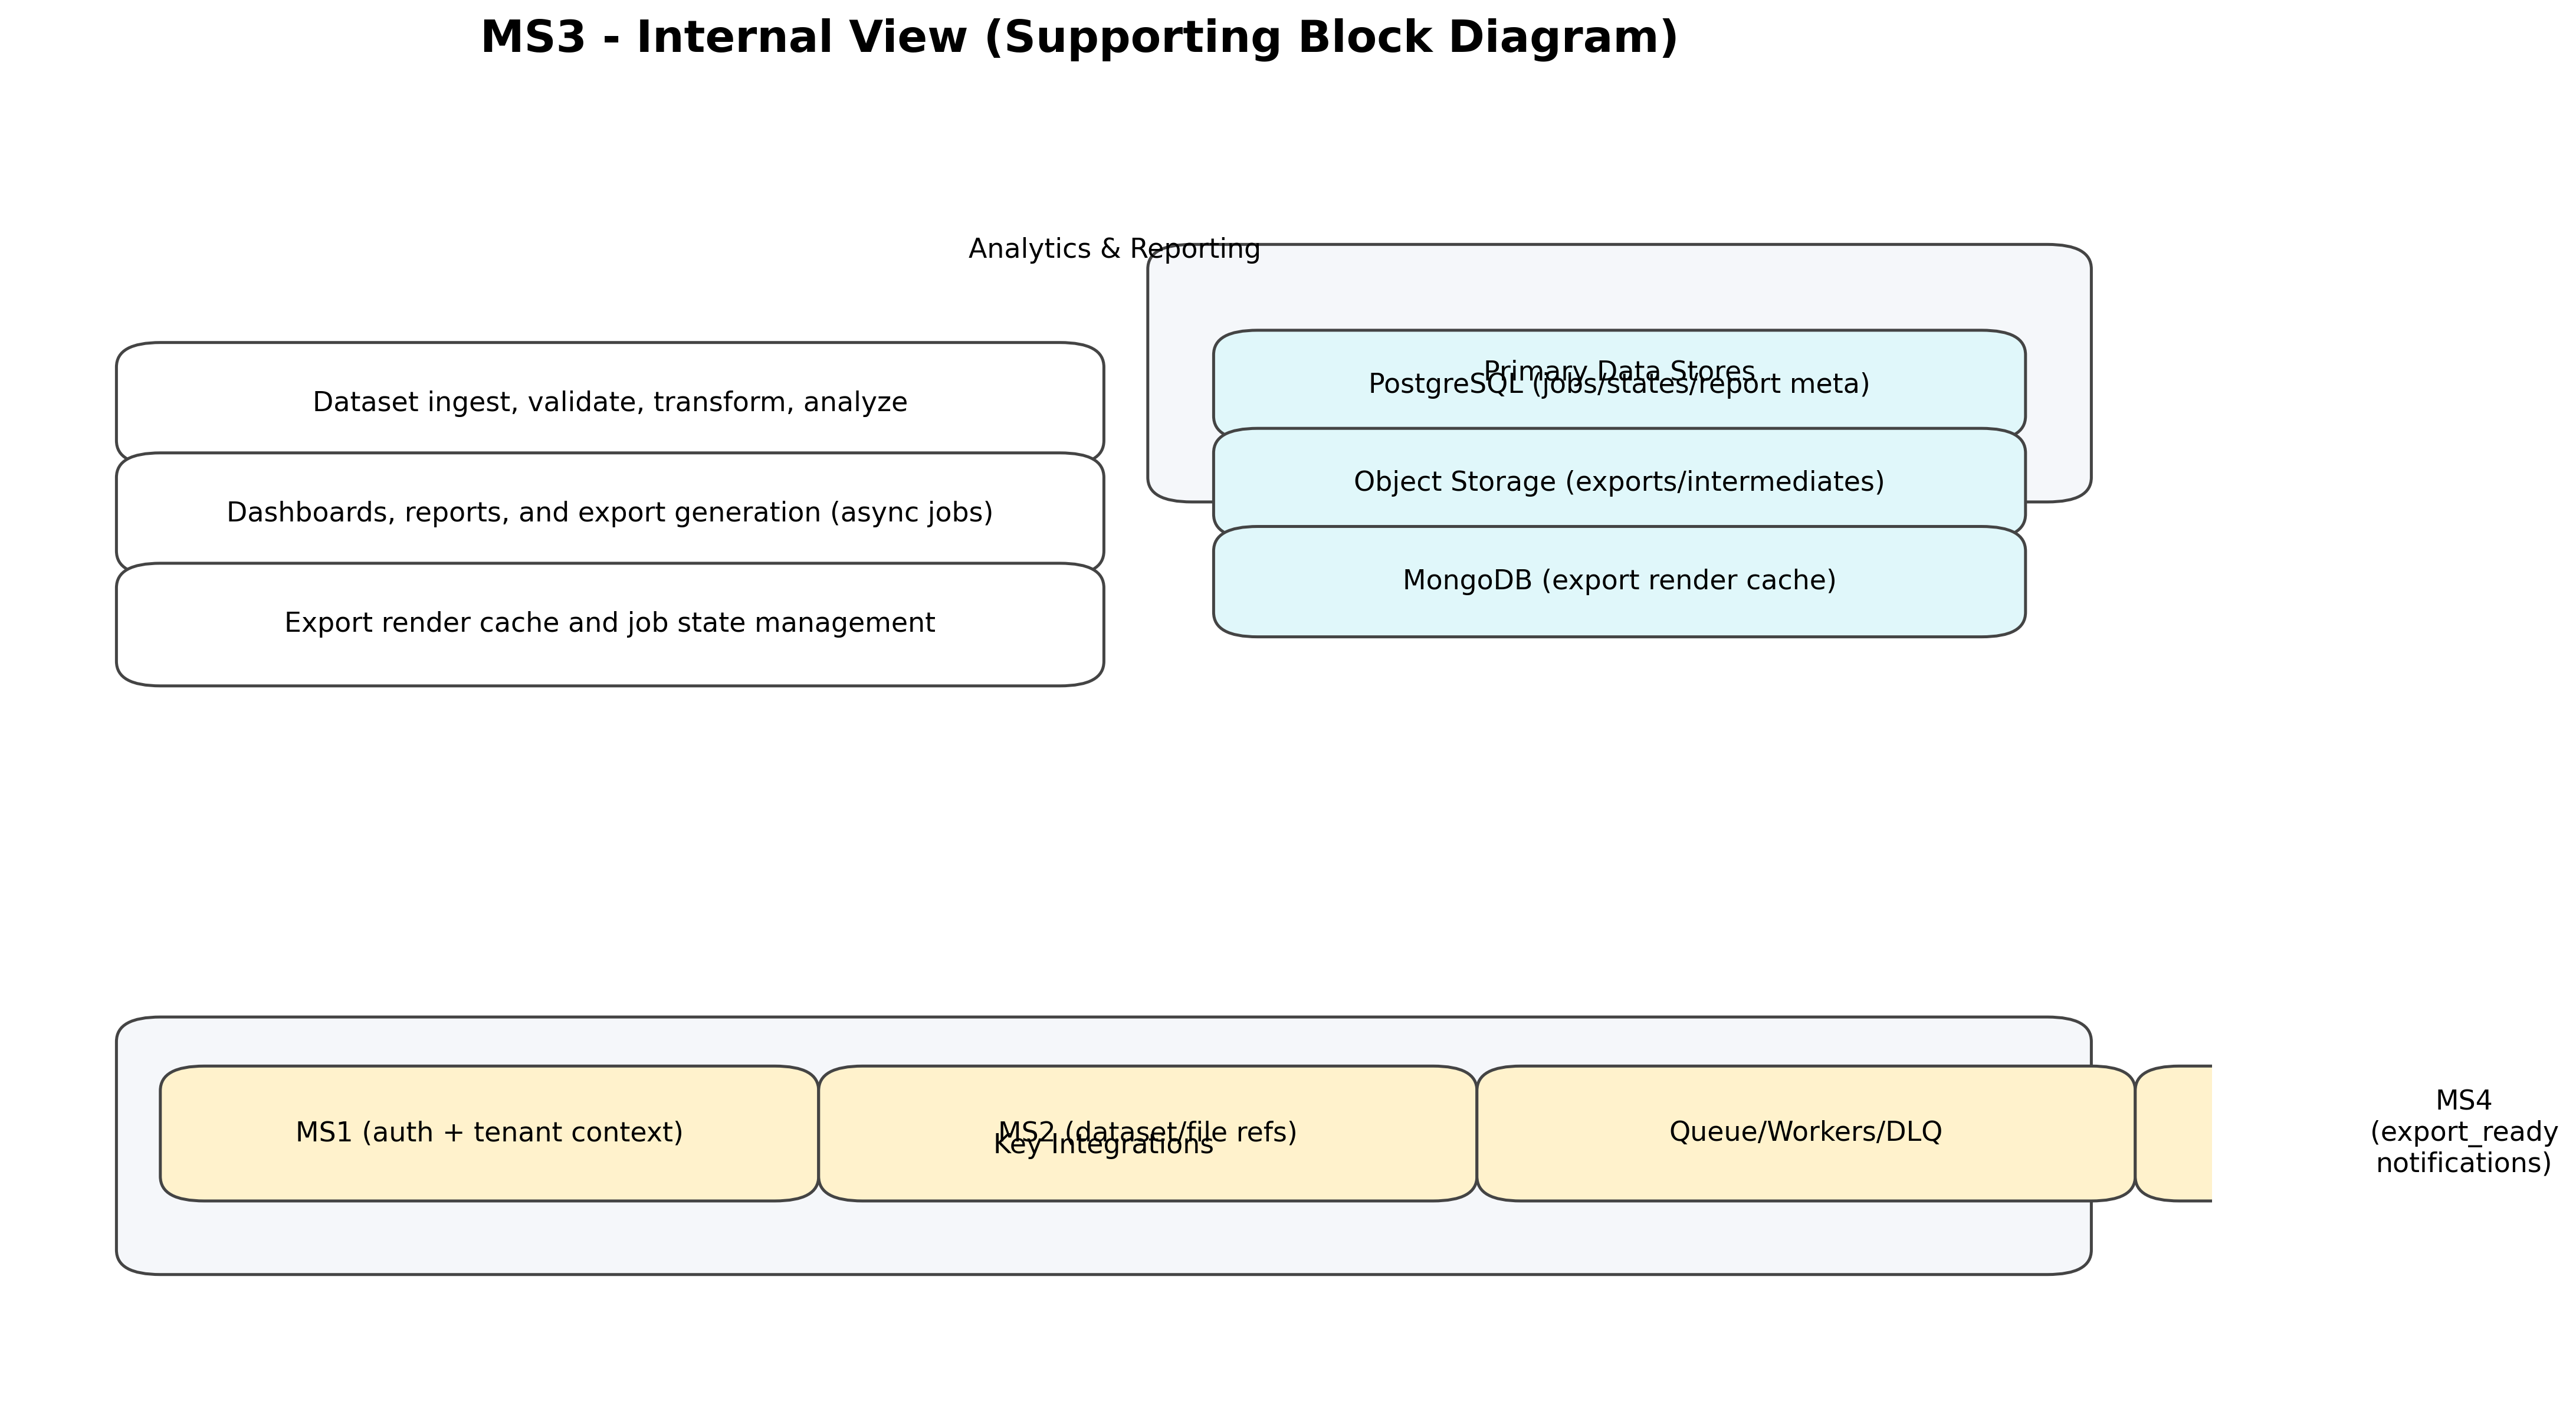 MS3 - Internal View (Supporting Block Diagram)
Analytics & Reporting
Dataset ingest, validate, transform, analyze
Dashboards, reports, and export generation (async jobs)
Export render cache and job state management
Primary Data Stores
PostgreSQL (jobs/states/report meta)
Object Storage (exports/intermediates)
MongoDB (export render cache)
MS1 (auth + tenant context)
MS2 (dataset/file refs)
Key Integrations
Queue/Workers/DLQ
MS4
(export_ready
notifications)